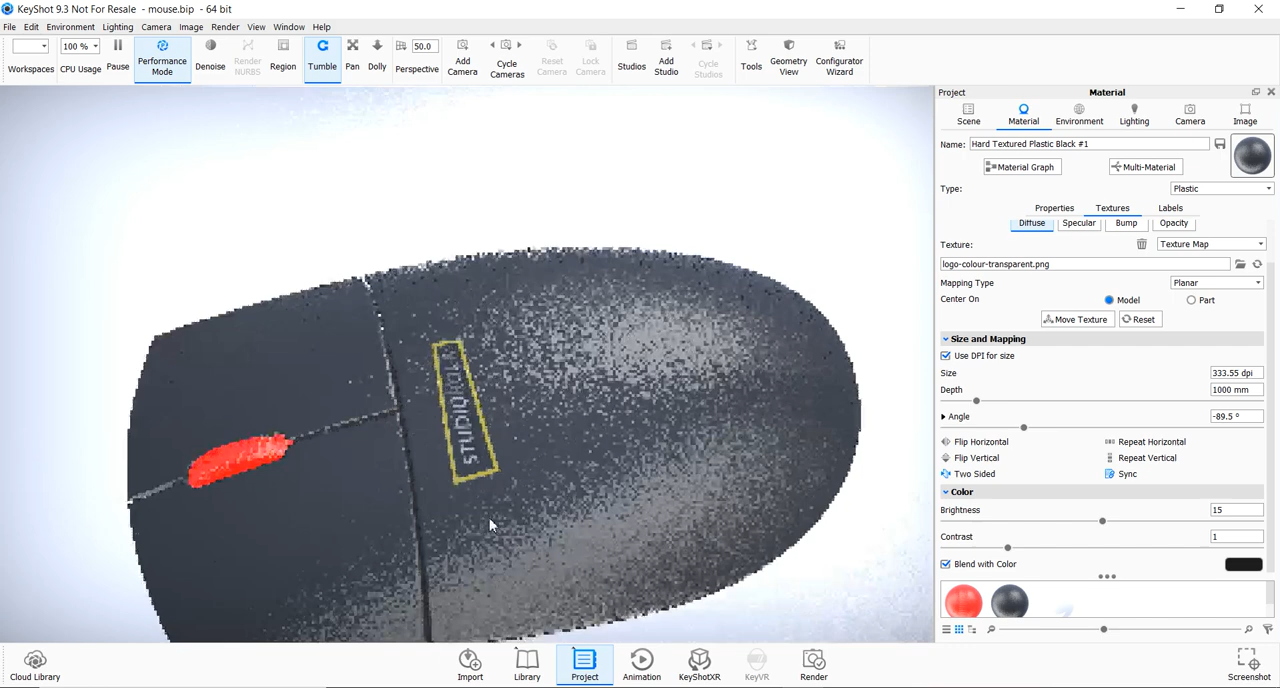 KeyShot 9.3 Not For Resale - mouse.bip - 64 bit
File Edit Environment Lighting Camera Image Render View Window Help
Workspaces
100 %
CPU Usage
Pause
Performance Mode
Denoise
Render NURBS
Region
Tumble
Pan
Dolly
50.0
Perspective
Add Camera
Cycle Cameras
Reset Camera
Lock Camera
Studios
Add Studio
Cycle Studios
Tools
Geometry View
Configurator Wizard
Project Material
Scene Material Environment Lighting Camera Image
Name: Hard Textured Plastic Black #1
Material Graph Multi-Material
Type: Plastic
Properties Textures Labels
Diffuse Specular Bump Opacity
Texture: Texture Map
logo-colour-transparent.png
Mapping Type Planar
Center On Model Part
Move Texture Reset
Size and Mapping
Use DPI for size
Size 333.55 dpi
Depth 1000 mm
Angle -89.5 °
Flip Horizontal Repeat Horizontal
Flip Vertical Repeat Vertical
Two Sided Sync
Color
Brightness 15
Contrast 1
Blend with Color
Cloud Library
Import
Library
Project
Animation
KeyShotXR
KeyVR
Render
Screenshot